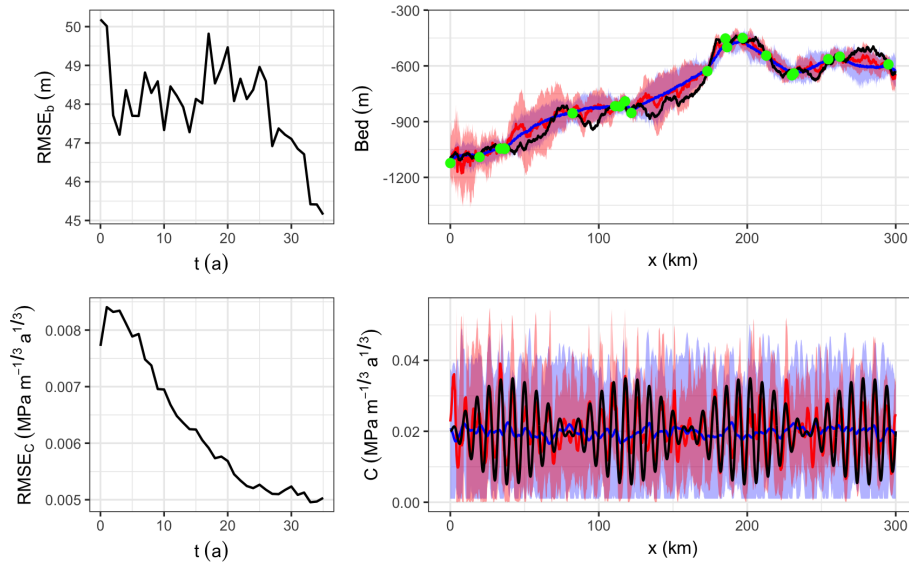 50
49
48
47
46
45
RMSE_b (m)
0 10 20 30
t (a)
-300
-600
-900
-1200
Bed (m)
0 100 200 300
x (km)
0.008
0.007
0.006
0.005
RMSE_C (MPa m⁻¹/³ a¹/³)
0 10 20 30
t (a)
0.04
0.02
0.00
C (MPa m⁻¹/³ a¹/³)
0 100 200 300
x (km)